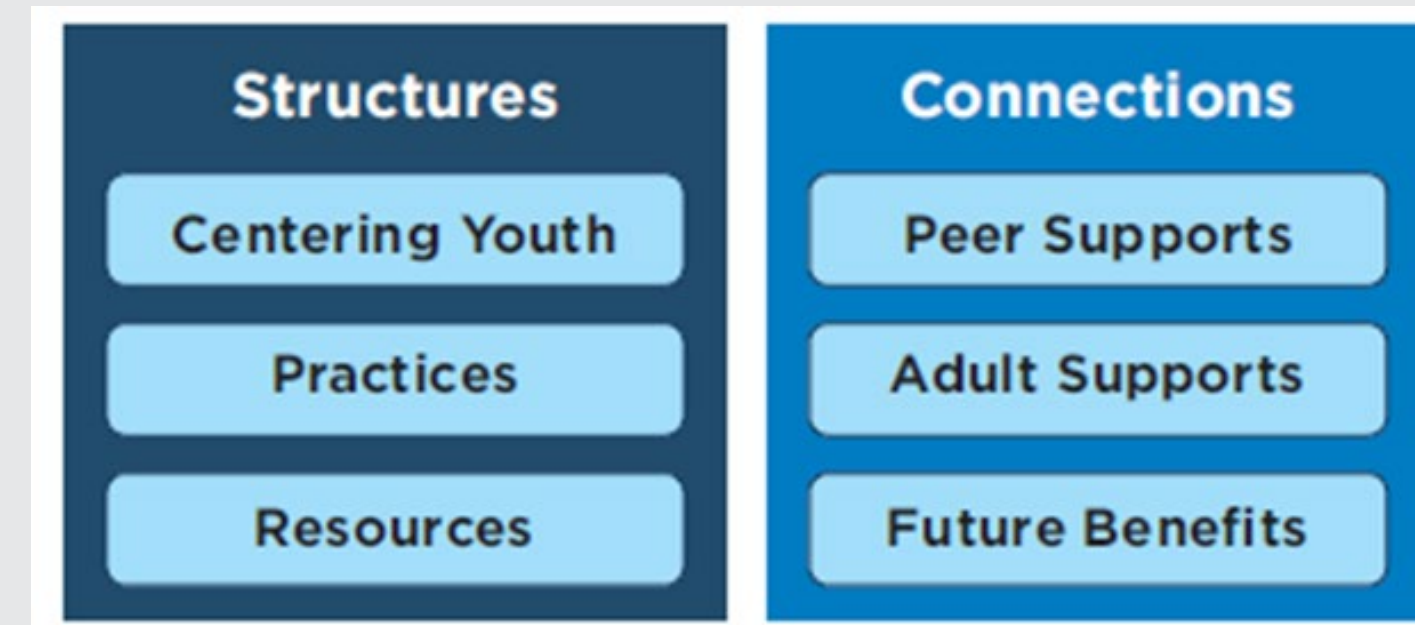 Structures
Centering Youth
Practices
Resources
Connections
Peer Supports
Adult Supports
Future Benefits